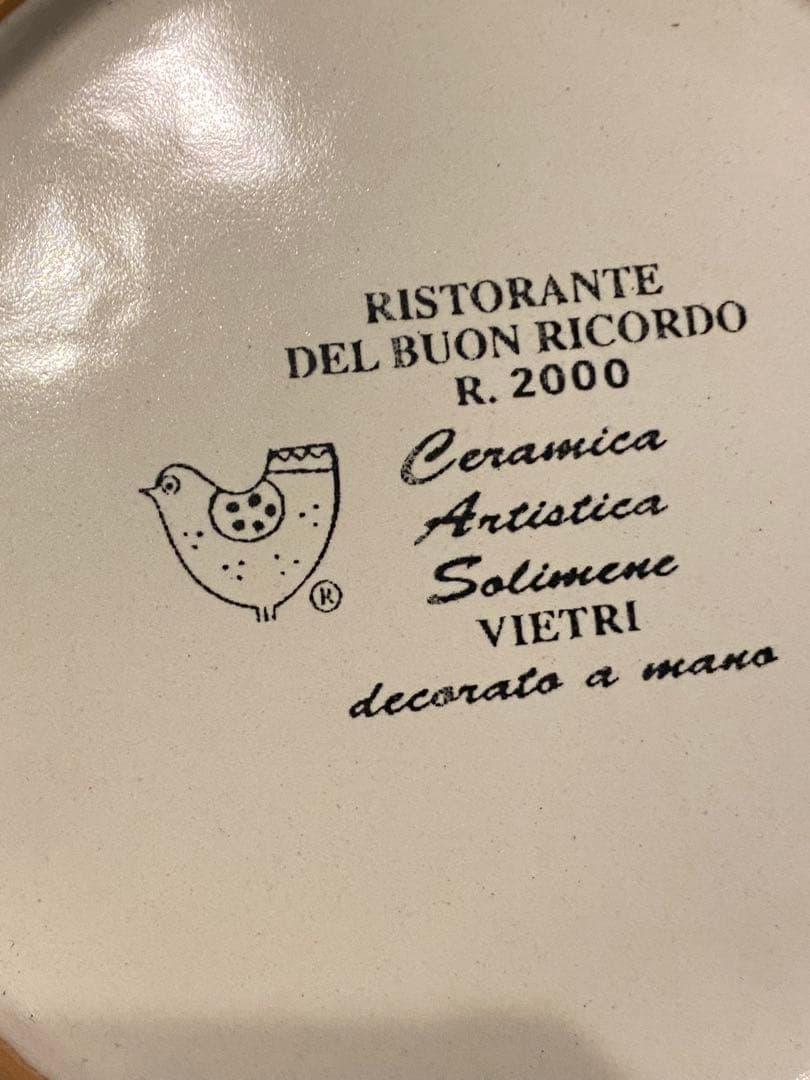 RISTORANTE
DEL BUON RICORDO
R. 2000
Ceramica
Artistica
Solimene
VIETRI
decorato a mano
®